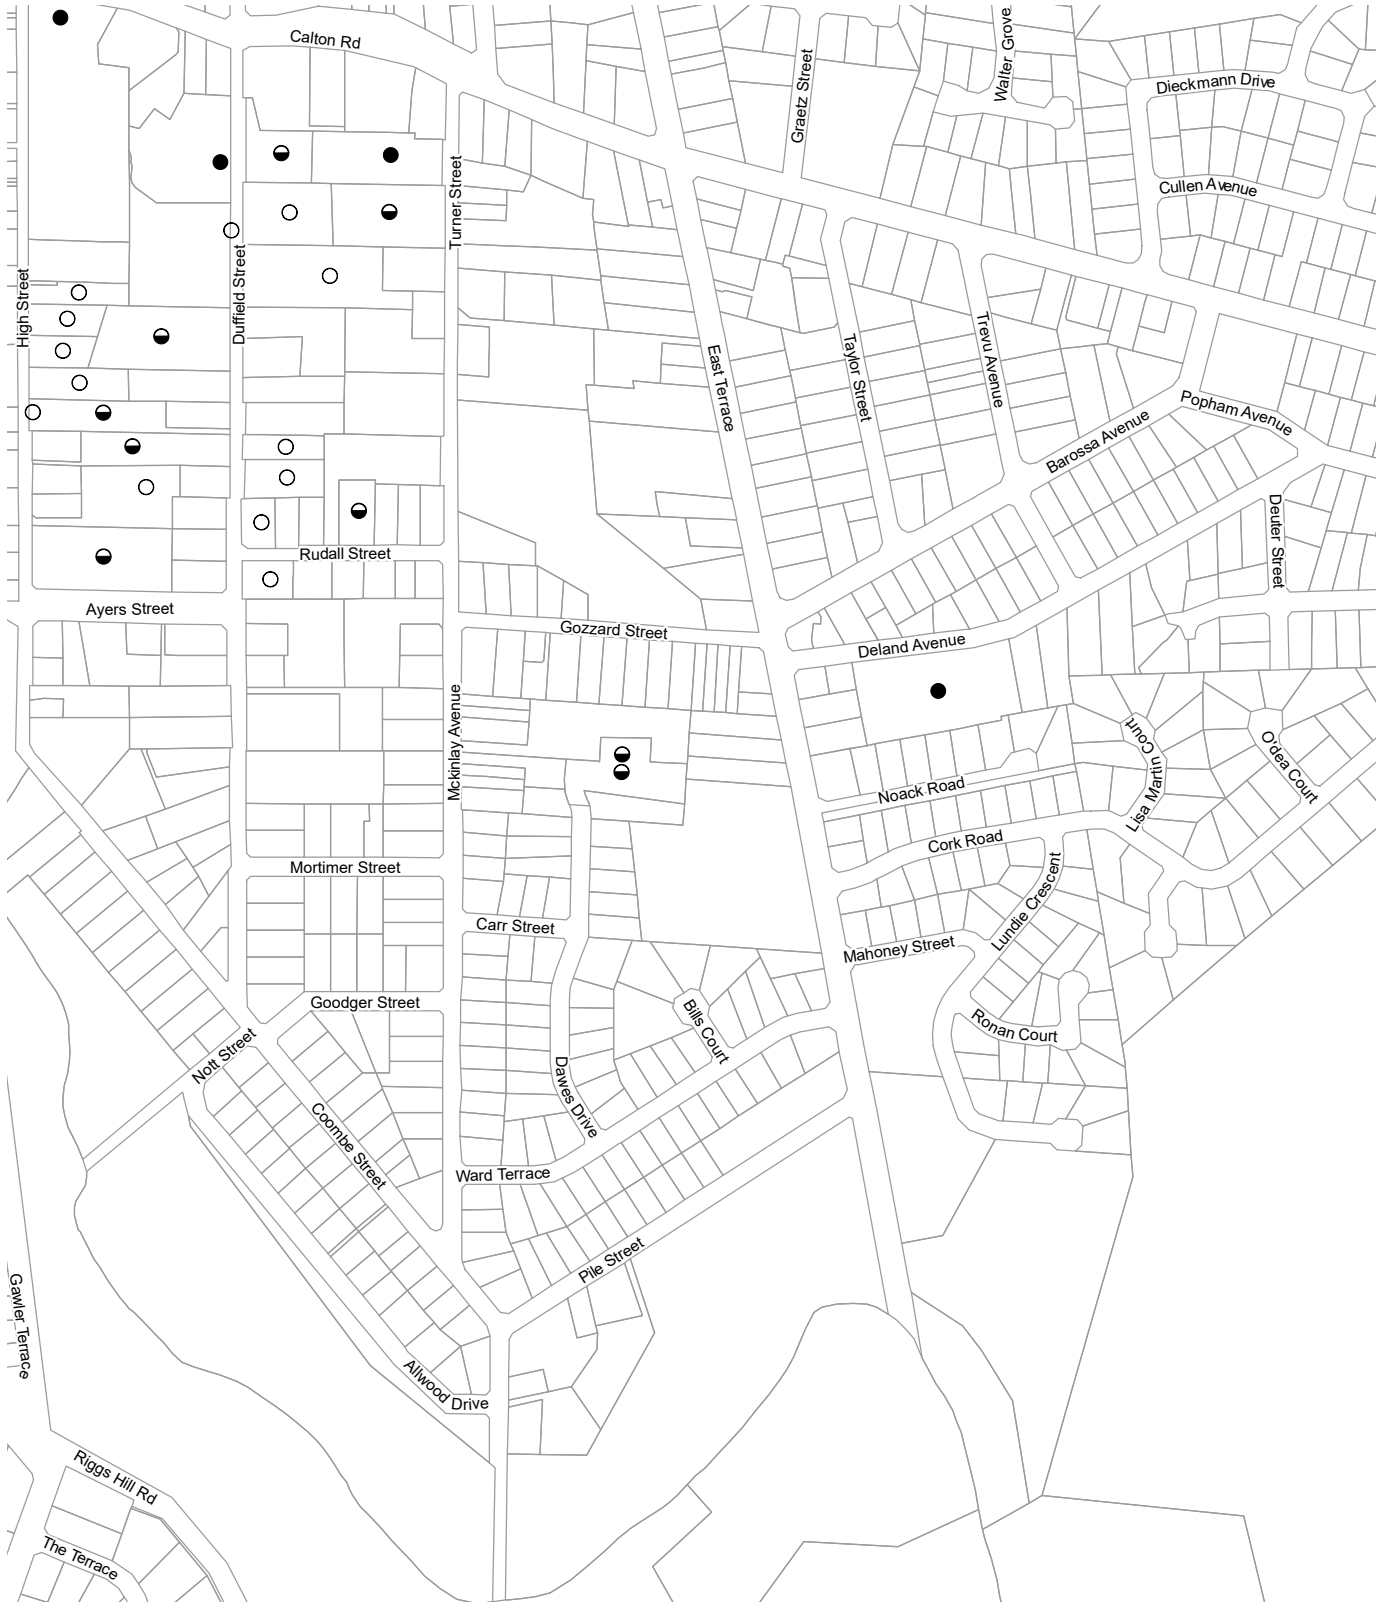 Calton Rd
Graetz Street
Walter Grove
Dieckmann Drive
Cullen Avenue
Turner Street
High Street
Duffield Street
East Terrace
Taylor Street
Trevu Avenue
Barossa Avenue
Popham Avenue
Deuter Street
Rudall Street
Ayers Street
Gozzard Street
Deland Avenue
Mckinlay Avenue
Noack Road
Lisa Martin Court
O'dea Court
Cork Road
Mortimer Street
Lundie Crescent
Carr Street
Mahoney Street
Goodger Street
Bills Court
Ronan Court
Nott Street
Dawes Drive
Coombe Street
Ward Terrace
Pile Street
Gawler Terrace
Allwood Drive
Riggs Hill Rd
The Terrace